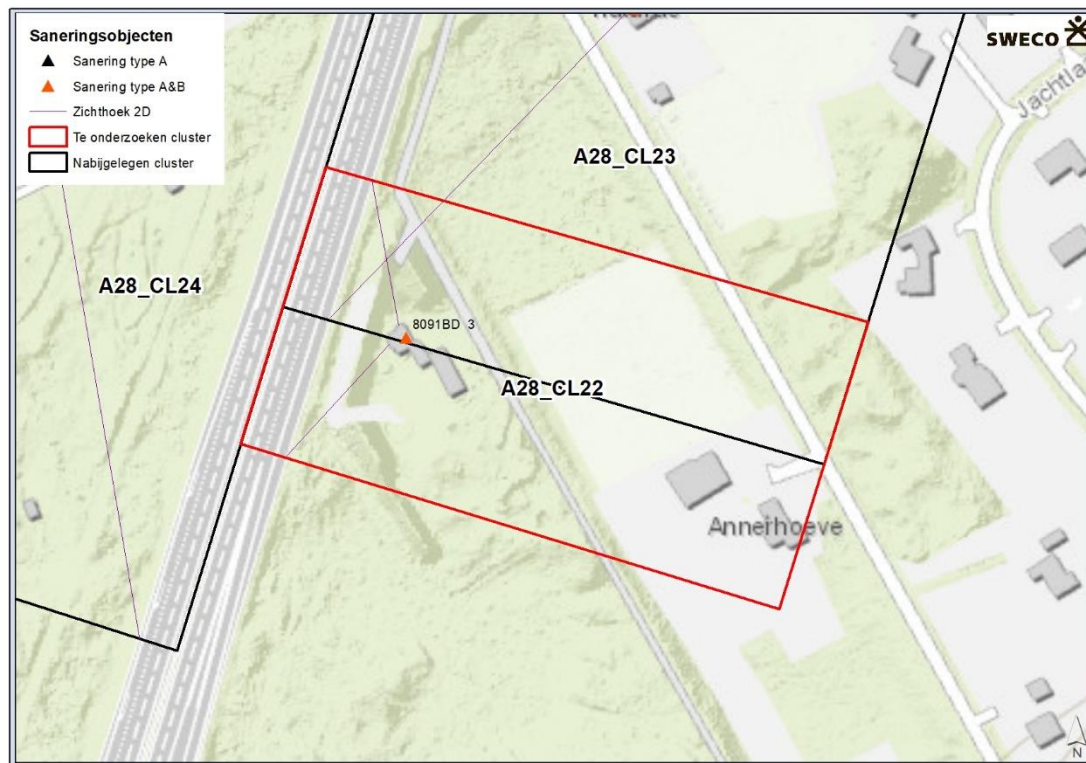 Saneringsobjecten
Sanering type A
Sanering type A&B
Zichthoek 2D
Te onderzoeken cluster
Nabijgelegen cluster
SWECO
A28_CL23
A28_CL24
8091BD 3
A28_CL22
Annerhoeve
N